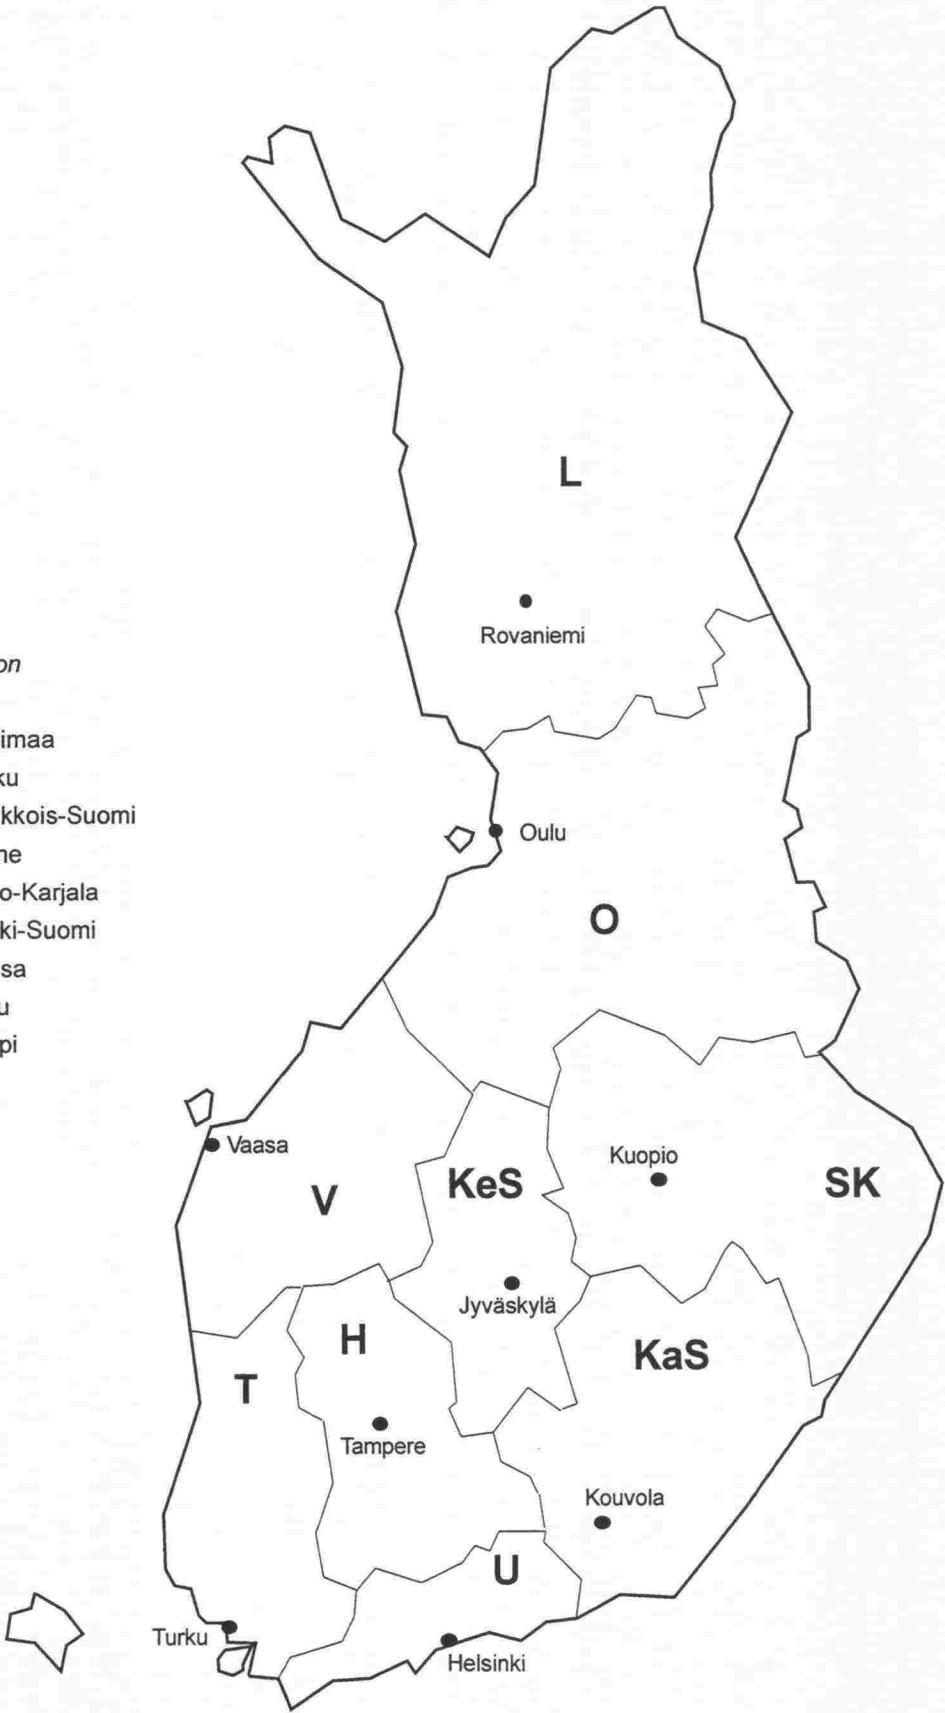 L
Rovaniemi
on
imaa
ku
kkois-Suomi
ne
o-Karjala
ki-Suomi
sa
u
pi
Oulu
O
Vaasa
V
KeS
Kuopio
SK
Jyväskylä
H
KaS
T
Tampere
Kouvola
U
Turku
Helsinki